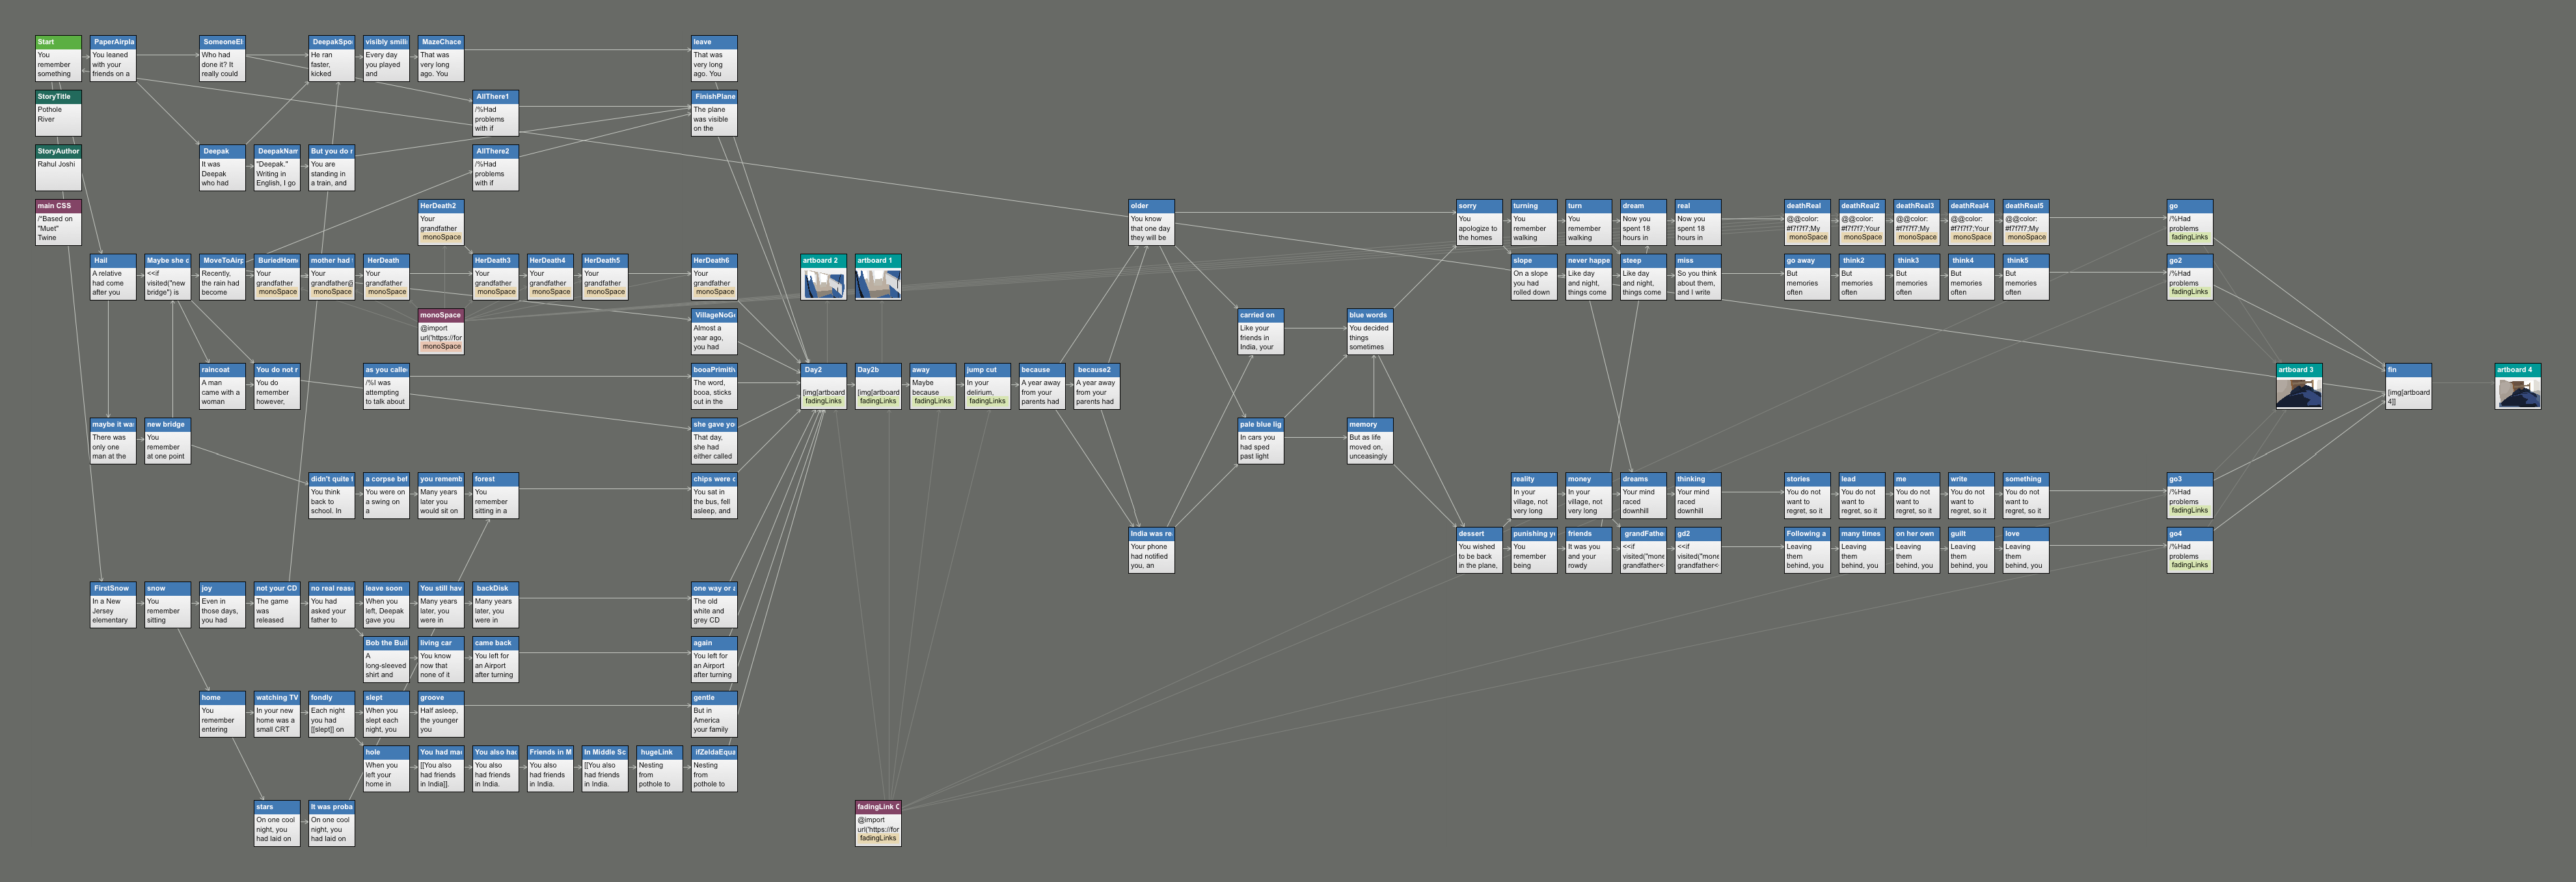 Start
You
remember
something
PaperAirpla
You leaned
with your
friends on a
SomeoneEl
Who had
done it? It
really could
DeepakSpo
He ran
faster,
kicked
visibly smili
Every day
you played
and
MazeChace
That was
very long
ago. You
leave
That was
very long
ago. You
StoryTitle
Pothole
River
AllThere1
/%Had
problems
with if
FinishPlane
The plane
was visible
on the
StoryAuthor
Rahul Joshi
Deepak
It was
Deepak
who had
DeepakNam
"Deepak."
Writing in
English, I go
But you do n
You are
standing in
a train, and
AllThere2
/%Had
problems
with if
main CSS
/*Based on
"Muet"
Twine
HerDeath2
Your
grandfather
monoSpace
older
You know
that one day
they will be
sorry
You
apologize to
the homes
turning
You
remember
walking
turn
You
remember
walking
dream
Now you
spent 18
hours in
real
Now you
spent 18
hours in
deathReal
@@color:
#f7f7f7;My
monoSpace
deathReal2
@@color:
#f7f7f7;Your
monoSpace
deathReal3
@@color:
#f7f7f7;My
monoSpace
deathReal4
@@color:
#f7f7f7;Your
monoSpace
deathReal5
@@color:
#f7f7f7;My
monoSpace
go
/%Had
problems
fadingLinks
Hail
A relative
had come
after you
Maybe she c
<<if
visited("new
bridge") is
MoveToAirp
Recently,
the rain had
become
BuriedHome
Your
grandfather
monoSpace
mother had
grandfather
monoSpace
HerDeath
Your
grandfather
monoSpace
HerDeath3
Your
grandfather
monoSpace
HerDeath4
Your
grandfather
monoSpace
HerDeath5
Your
grandfather
monoSpace
HerDeath6
Your
grandfather
monoSpace
artboard 2
artboard 1
slope
On a slope
you had
rolled down
never happe
Like day
and night,
things come
steep
Like day
and night,
things come
miss
So you think
about them,
and I write
go away
But
memories
often
think2
But
memories
often
think3
But
memories
often
think4
But
memories
often
think5
But
memories
often
go2
/%Had
problems
fadingLinks
monoSpace
@import
url('https://for
monoSpace
VillageNoGo
Almost a
year ago,
you had
carried on
Like your
friends in
India, your
blue words
You decided
things
sometimes
raincoat
A man
came with a
woman
You do not r
You do
remember
however,
as you calle
/%I was
attempting
to talk about
booaPrimitiv
The word,
booa, sticks
out in the
Day2
[img[artboard
fadingLinks
Day2b
[img[artboard
fadingLinks
away
Maybe
because
fadingLinks
jump cut
In your
delirium,
fadingLinks
because
A year away
from your
parents had
because2
A year away
from your
parents had
artboard 3
fin
[img[artboard
4]]
artboard 4
maybe it wa
There was
only one
man at the
new bridge
You
remember
at one point
she gave yo
That day,
she had
either called
pale blue lig
In cars you
had sped
past light
memory
But as life
moved on,
unceasingly
didn't quite f
You think
back to
school. In
a corpse bef
You were on
a swing on
a
you rememb
Many years
later you
would sit on
forest
You
remember
sitting in a
chips were c
You sat in
the bus, fell
asleep, and
reality
In your
village, not
very long
money
In your
village, not
very long
dreams
Your mind
raced
downhill
thinking
Your mind
raced
downhill
stories
You do not
want to
regret, so it
lead
You do not
want to
regret, so it
me
You do not
want to
regret, so it
write
You do not
want to
regret, so it
something
You do not
want to
regret, so it
go3
/%Had
problems
fadingLinks
India was re
Your phone
had notified
you, an
dessert
You wished
to be back
in the plane,
punishing yo
You
remember
being
friends
It was you
and your
rowdy
grandFathe
<<if
visited("mone
grandfather<
gd2
<<if
visited("mone
grandfather<
Following a
Leaving
them
behind, you
many times
Leaving
them
behind, you
on her own
Leaving
them
behind, you
guilt
Leaving
them
behind, you
love
Leaving
them
behind, you
go4
/%Had
problems
fadingLinks
FirstSnow
In a New
Jersey
elementary
snow
You
remember
sitting
joy
Even in
those days,
you had
not your CD
The game
was
released
no real reaso
You had
asked your
father to
leave soon
When you
left, Deepak
gave you
You still hav
Many years
later, you
were in
backDisk
Many years
later, you
were in
one way or a
The old
white and
grey CD
Bob the Buil
A
long-sleeved
shirt and
living car
You know
now that
none of it
came back
You left for
an Airport
after turning
again
You left for
an Airport
after turning
home
You
remember
entering
watching TV
In your new
home was a
small CRT
fondly
Each night
you had
[[slept]] on
slept
When you
slept each
night, you
groove
Half asleep,
the younger
you
gentle
But in
America
your family
hole
When you
left your
home in
You had ma
[[You also
had friends
in India]].
You also had
You also
had friends
in India.
Friends in M
You also
had friends
in India.
In Middle Sc
[[You also
had friends
in India.
hugeLink
Nesting
from
pothole to
ifZeldaEqua
Nesting
from
pothole to
stars
On one cool
night, you
had laid on
It was proba
On one cool
night, you
had laid on
fadingLink C
@import
url('https://for
fadingLinks